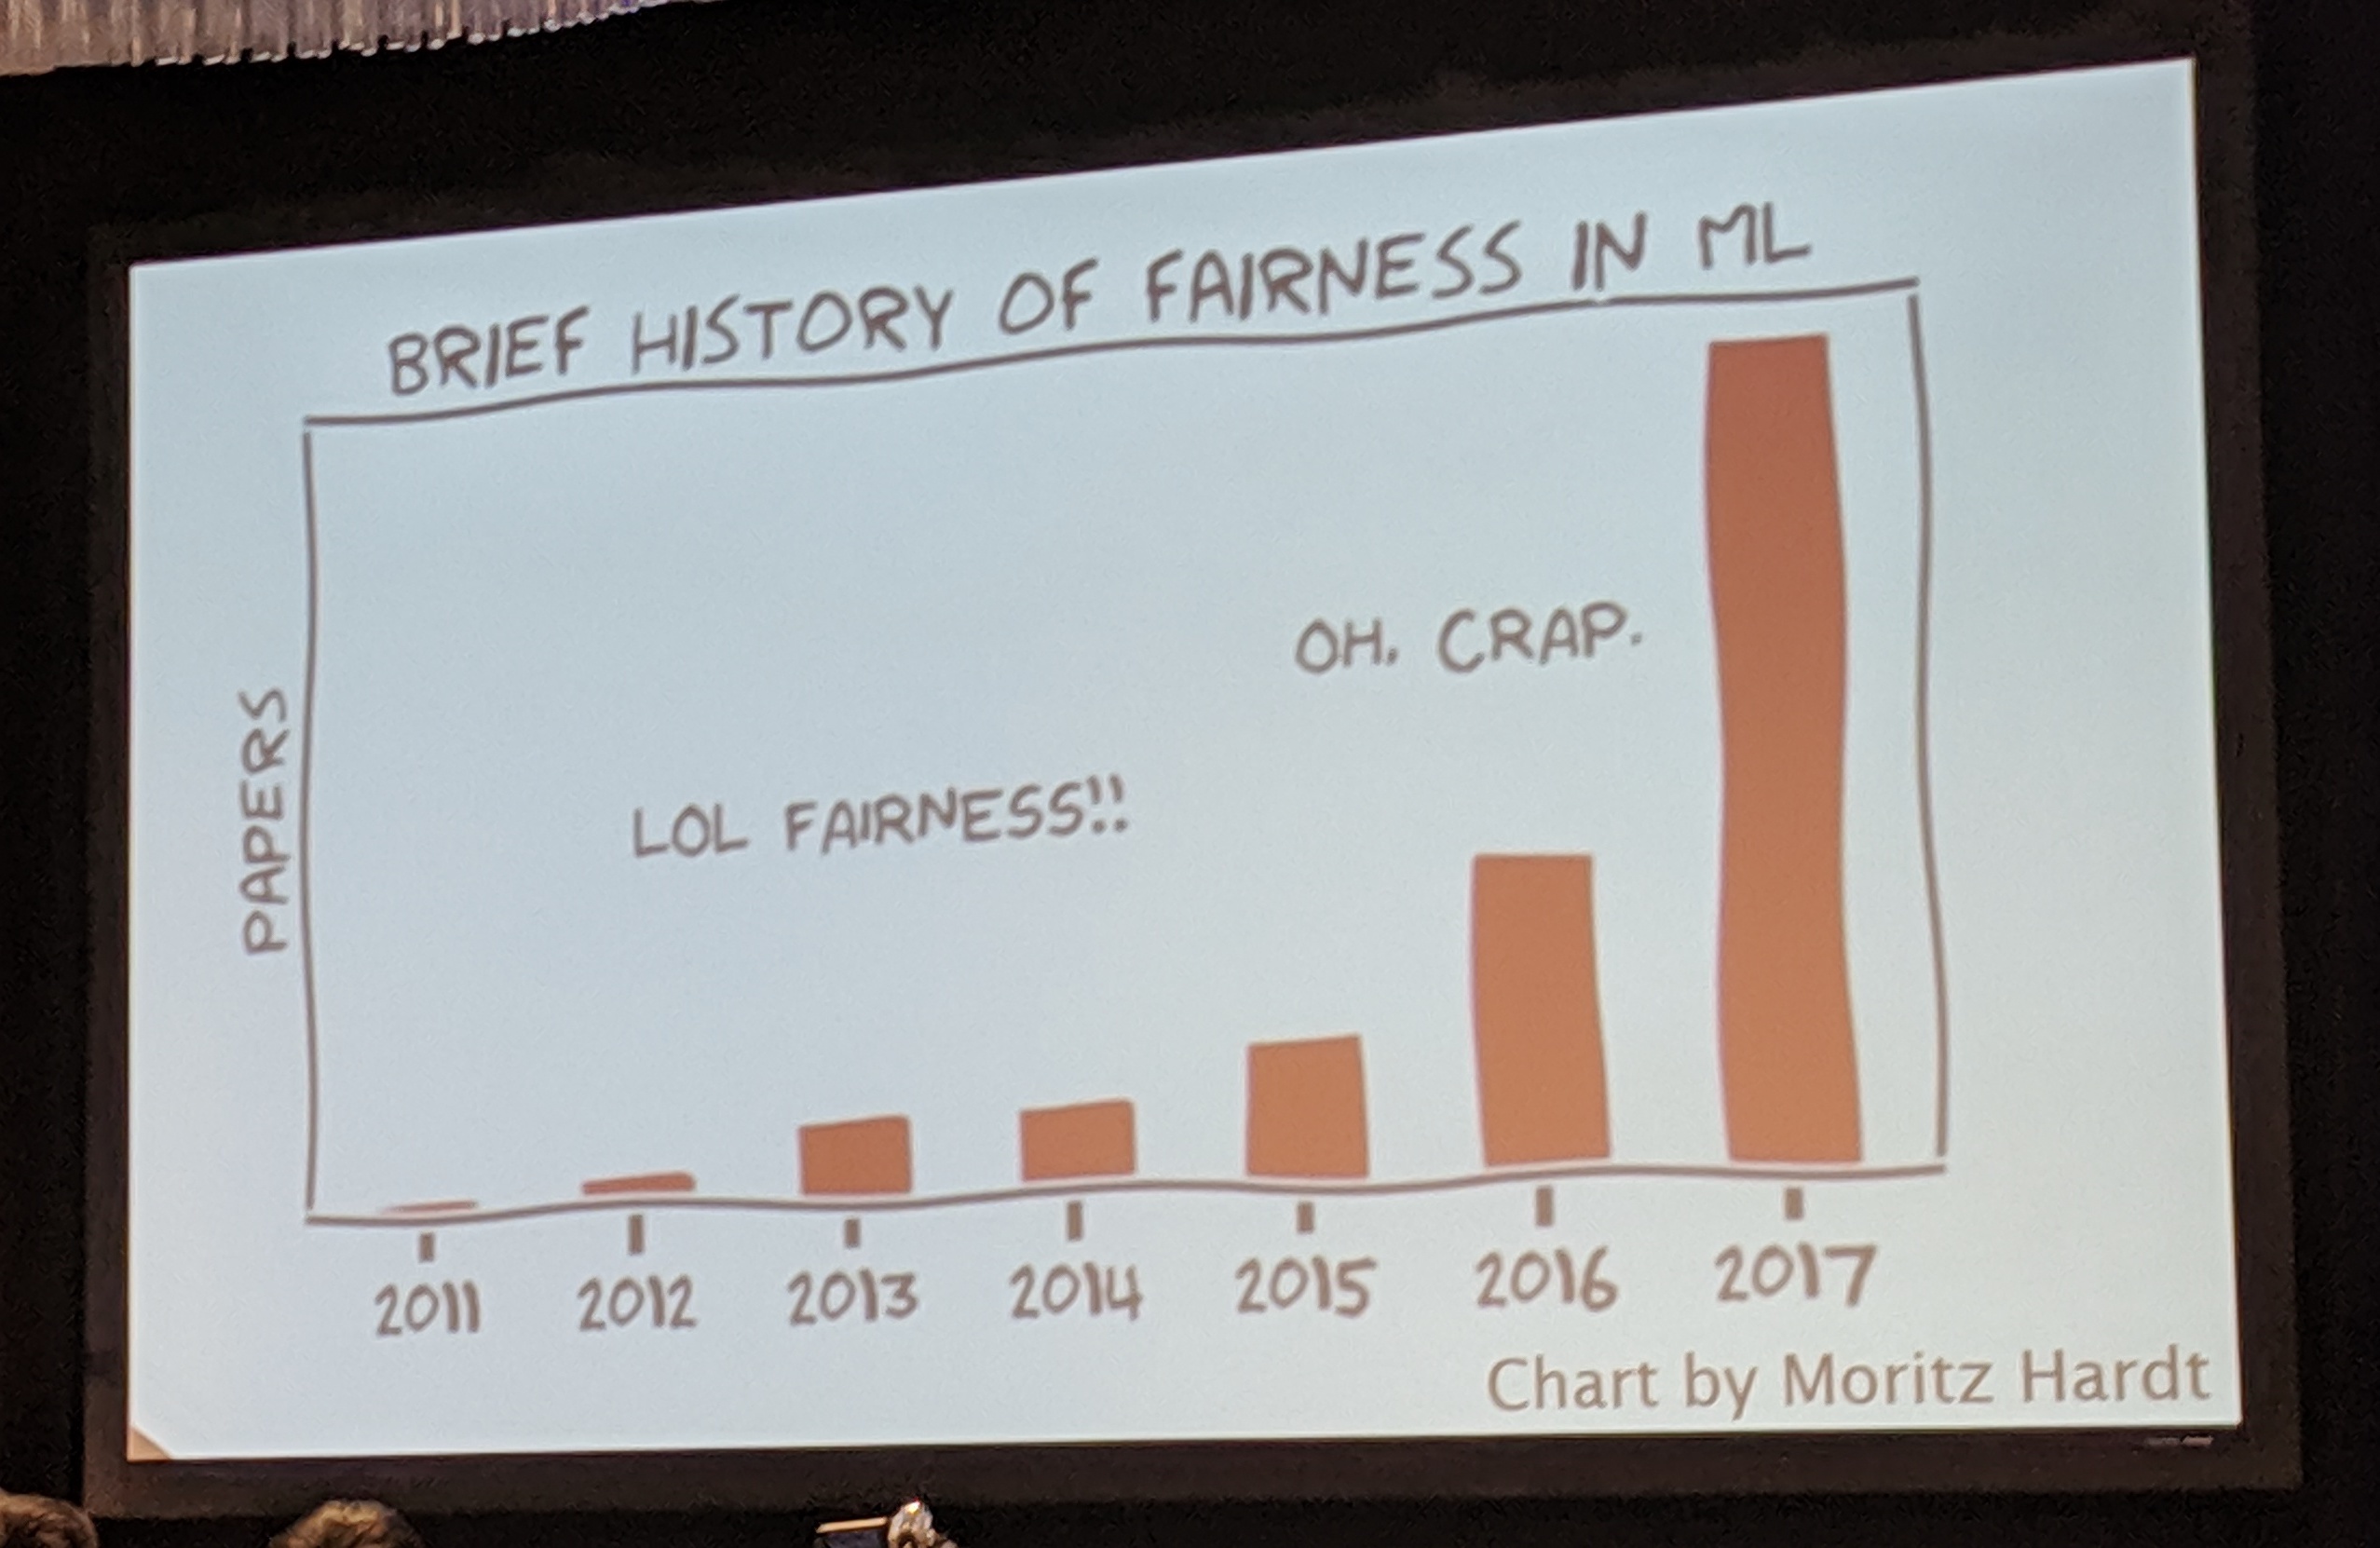 BRIEF HISTORY OF FAIRNESS IN ML
PAPERS
OH, CRAP.
LOL FAIRNESS!!
2011 2012 2013 2014 2015 2016 2017
Chart by Moritz Hardt